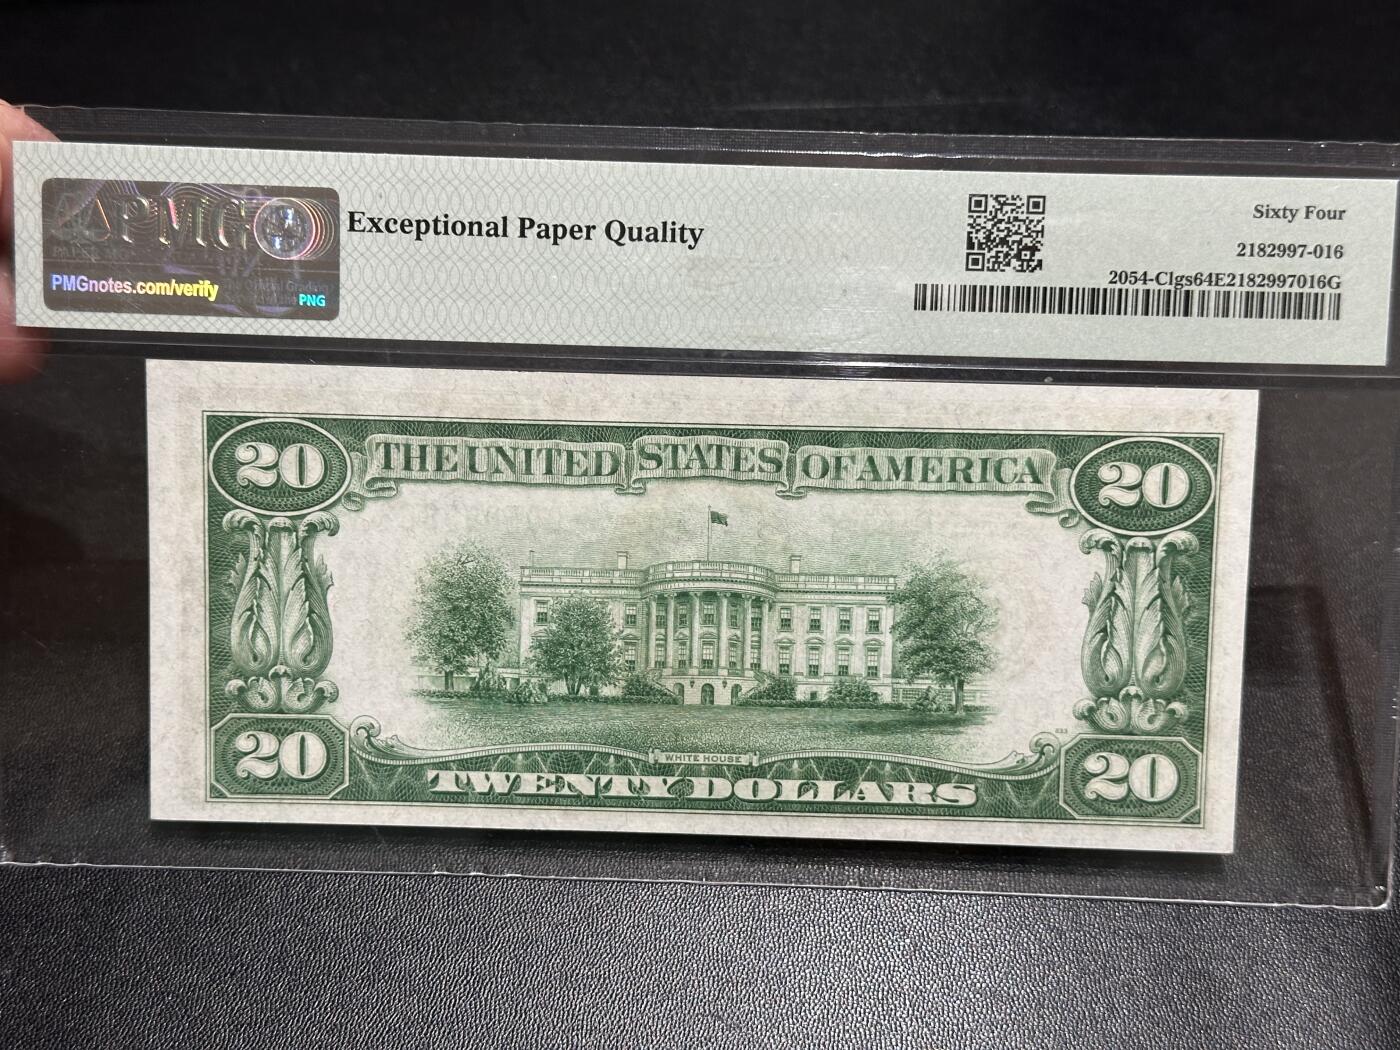 PMG
PMGnotes.com/verify
PNG
Exceptional Paper Quality
Sixty Four
2182997-016
2054-Clgs64E2182997016G
20
THE UNITED STATES OF AMERICA
20
WHITE HOUSE
20
TWENTY DOLLARS
20